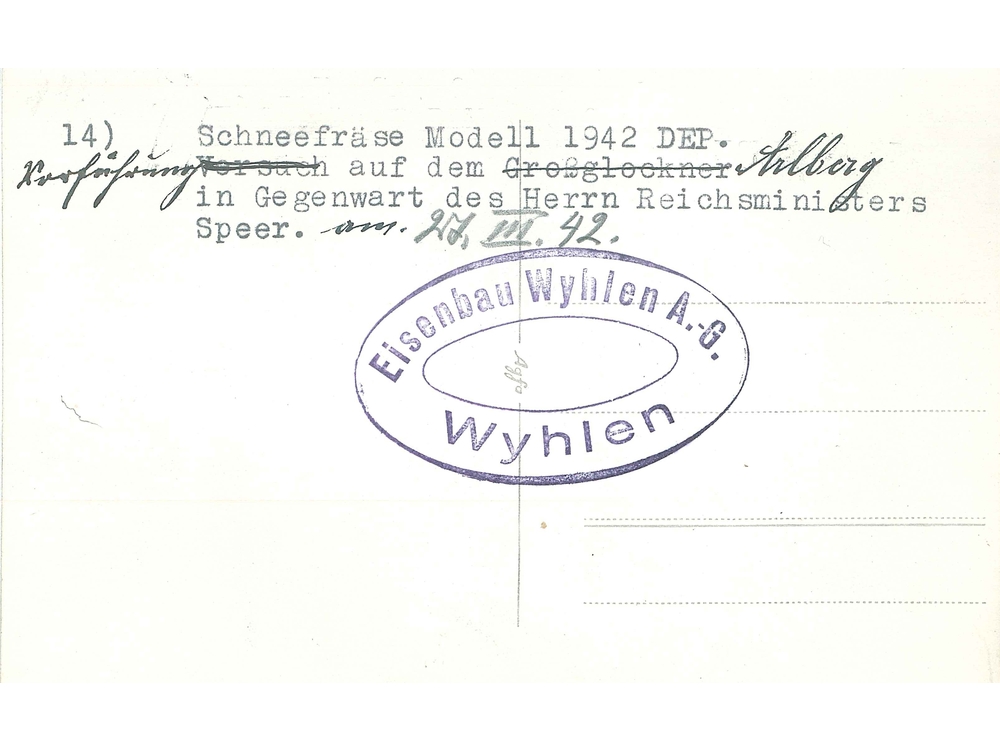 14) Schneefräse Modell 1942 DEP.
Vorführung Versuch auf dem Großglockner Arlberg
in Gegenwart des Herrn Reichsministers
Speer. am. 27. III. 42.
Eisenbau Wyhlen A.-G.
Agfa
Wyhlen